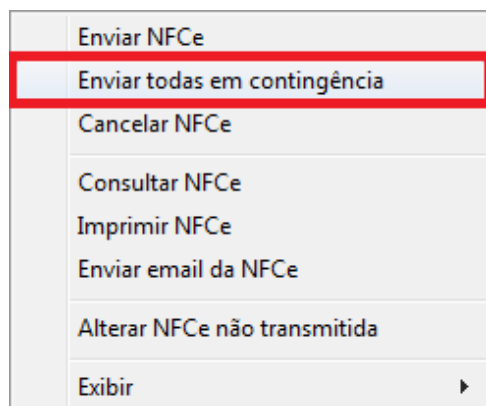 Enviar NFCe
Enviar todas em contingência
Cancelar NFCe
Consultar NFCe
Imprimir NFCe
Enviar email da NFCe
Alterar NFCe não transmitida
Exibir